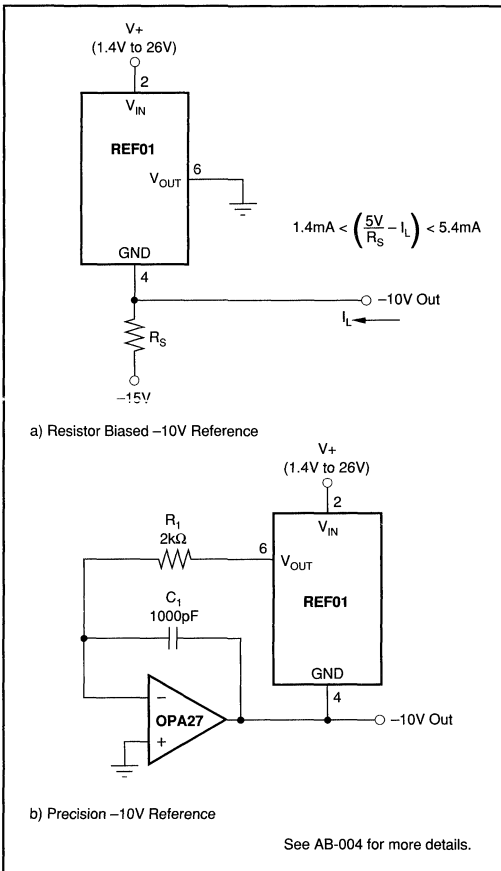 V+
(1.4V to 26V)
2
VIN
REF01
6
VOUT
1.4mA < (5V/RS – IL) < 5.4mA
GND
4
–10V Out
IL
RS
–15V
a) Resistor Biased –10V Reference
V+
(1.4V to 26V)
2
R1
2kΩ
VIN
6
VOUT
C1
1000pF
REF01
GND
4
–
OPA27
+
–10V Out
b) Precision –10V Reference
See AB-004 for more details.